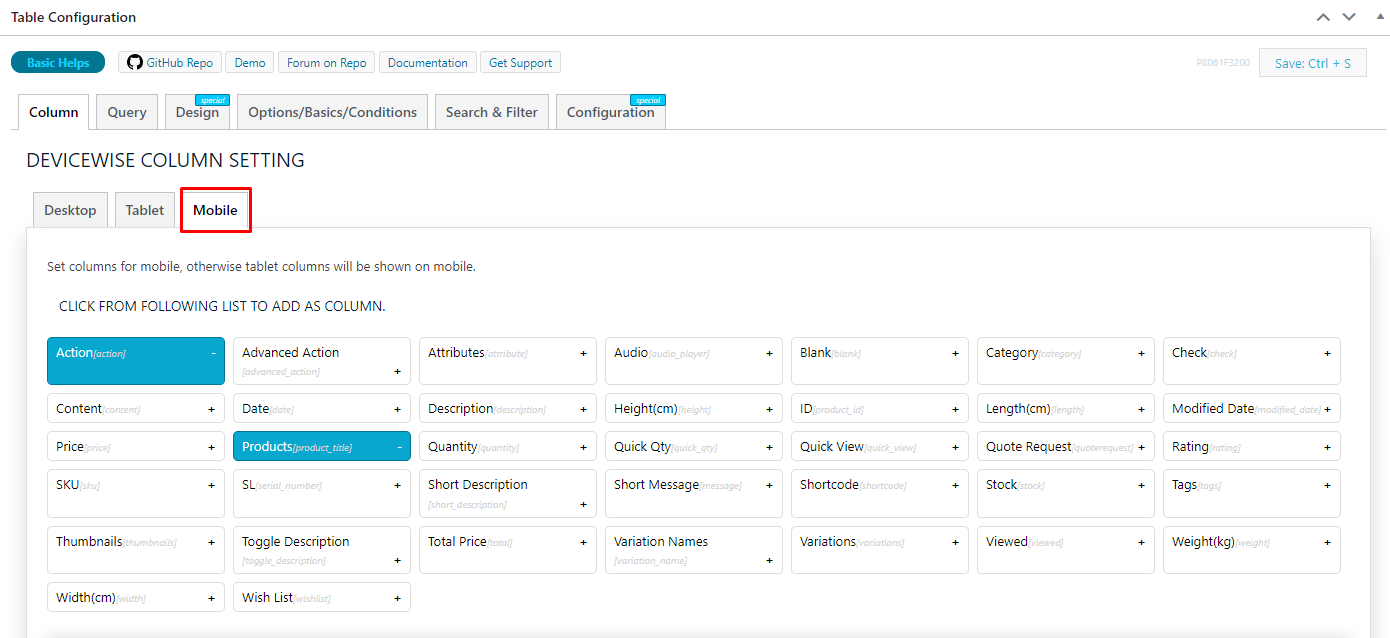 Table Configuration
Basic Helps GitHub Repo Demo Forum on Repo Documentation Get Support P8061F3200 Save: Ctrl + S
Column Query Design special Options/Basics/Conditions Search & Filter Configuration special
DEVICEWISE COLUMN SETTING
Desktop Tablet Mobile
Set columns for mobile, otherwise tablet columns will be shown on mobile.
CLICK FROM FOLLOWING LIST TO ADD AS COLUMN.
Action[action] - Advanced Action [advanced_action] + Attributes[attribute] + Audio[audio_player] + Blank[blank] + Category[category] + Check[check] +
Content[content] + Date[date] + Description[description] + Height(cm)[height] + ID[product_id] + Length(cm)[length] + Modified Date[modified_date] +
Price[price] + Products[product_title] - Quantity[quantity] + Quick Qty[quick_qty] + Quick View[quick_view] + Quote Request[quoterequest] + Rating[rating] +
SKU[sku] + SL[serial_number] + Short Description [short_description] + Short Message[message] + Shortcode[shortcode] + Stock[stock] + Tags[tags] +
Thumbnails[thumbnails] + Toggle Description [toggle_description] + Total Price[total] + Variation Names [variation_name] + Variations[variations] + Viewed[viewed] + Weight(kg)[weight] +
Width(cm)[width] + Wish List[wishlist] +